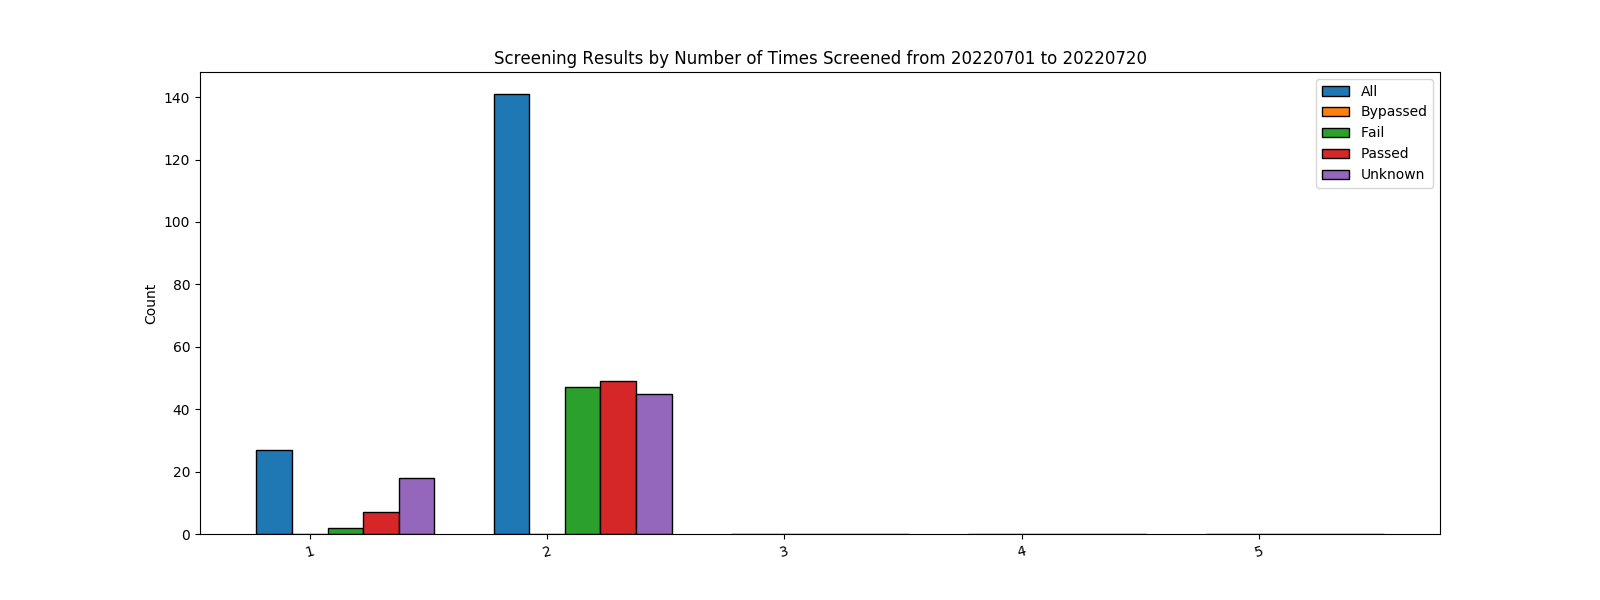 Screening Results by Number of Times Screened from 20220701 to 20220720
All
Bypassed
Fail
Passed
Unknown
Count
140
120
100
80
60
40
20
0
1
2
3
4
5